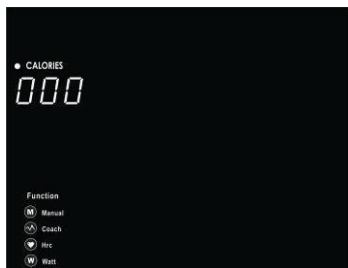 CALORIES
000
Function
M Manual
Coach
Hrc
W Watt